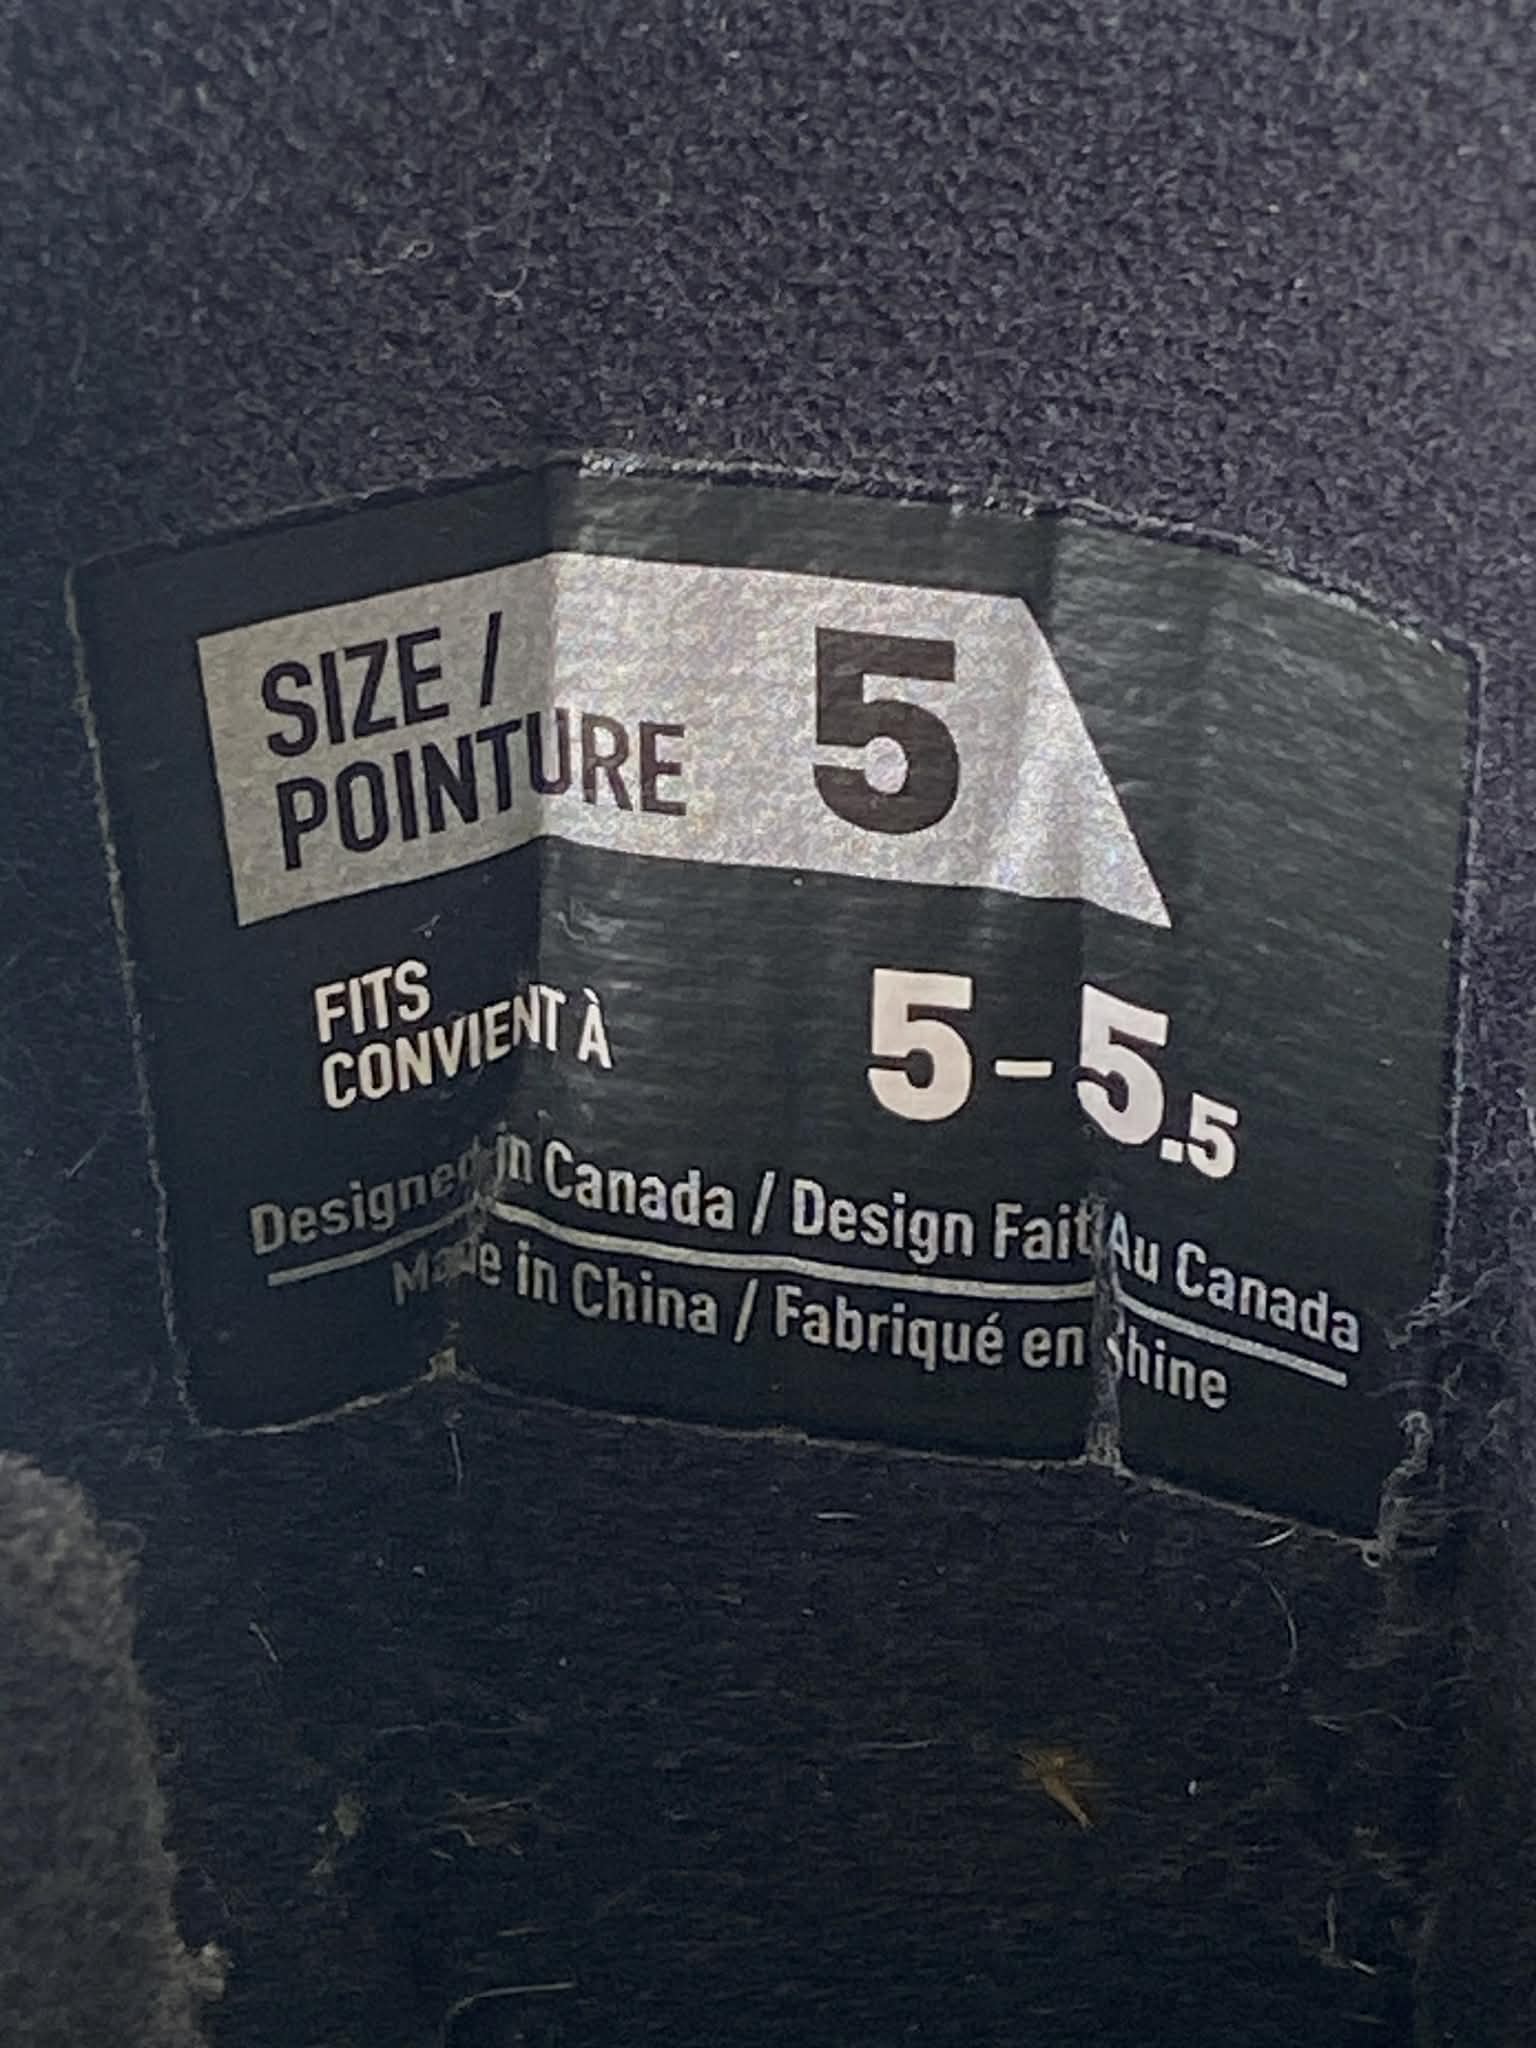 SIZE / 5
POINTURE
FITS 5-5.5
CONVIENT À
Designed in Canada / Design Fait Au Canada
Made in China / Fabriqué en Chine